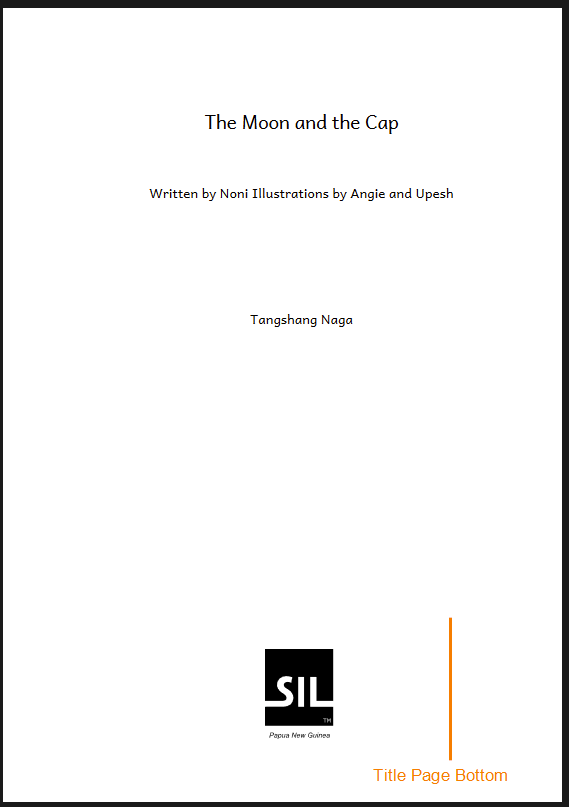 The Moon and the Cap
Written by Noni Illustrations by Angie and Upesh
Tangshang Naga
SIL
TM
Papua New Guinea
Title Page Bottom